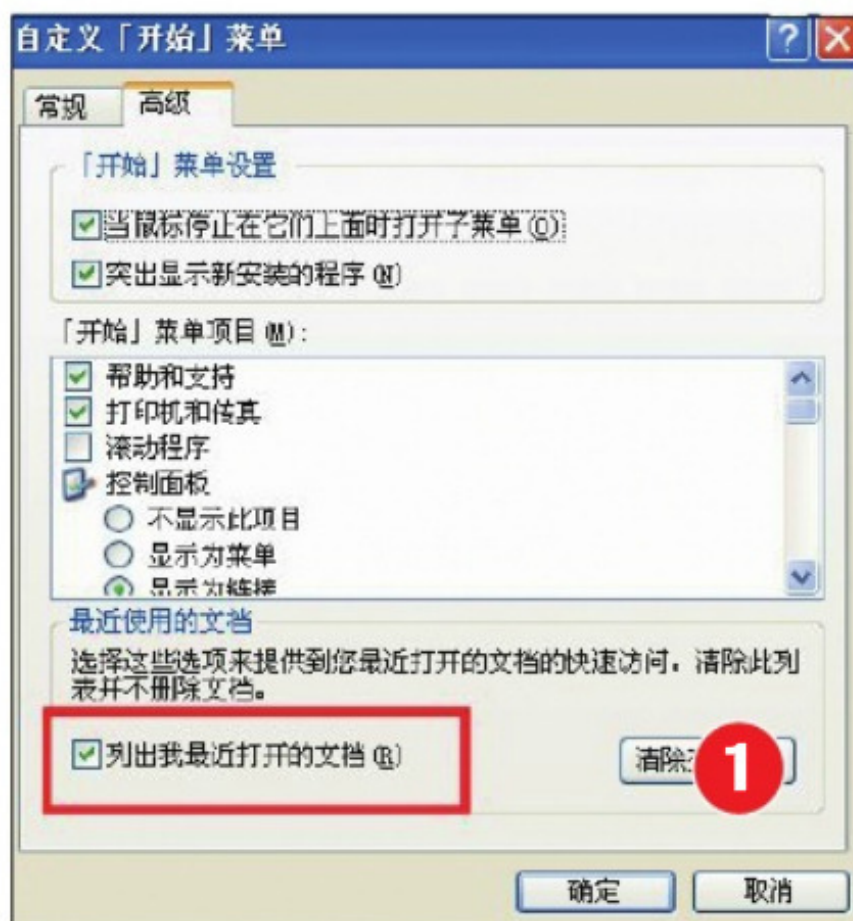 自定义「开始」菜单
常规 高级
「开始」菜单设置
当鼠标停止在它们上面时打开子菜单(O)
突出显示新安装的程序(N)
「开始」菜单项目(M):
帮助和支持
打印机和传真
滚动程序
控制面板
不显示此项目
显示为菜单
显示为链接
最近使用的文档
选择这些选项来提供到您最近打开的文档的快速访问。清除此列
表并不删除文档。
列出我最近打开的文档(R)
清除
1
确定 取消